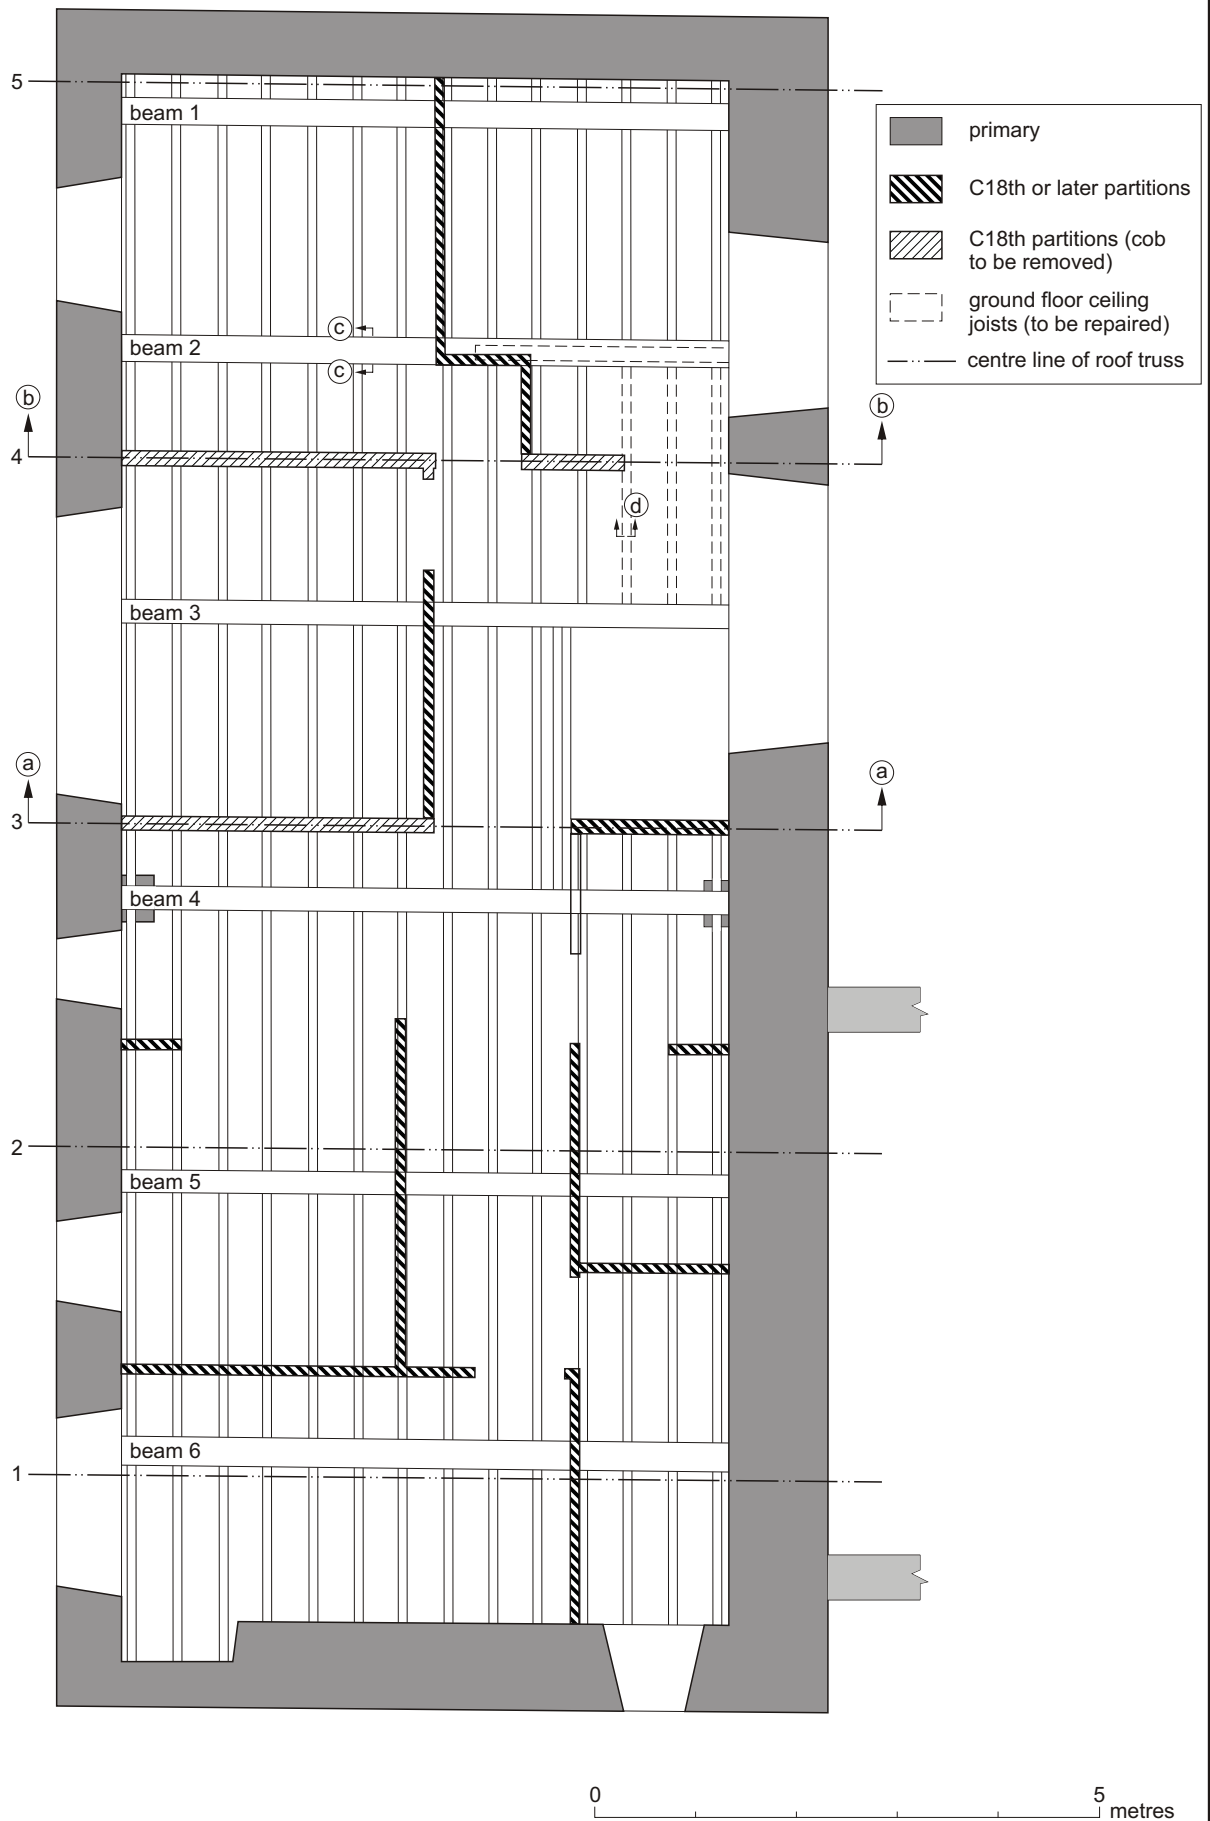 5
beam 1
primary
C18th or later partitions
C18th partitions (cob
to be removed)
ground floor ceiling
joists (to be repaired)
centre line of roof truss
c
beam 2
c
b
b
4
d
beam 3
a
a
3
beam 4
2
beam 5
beam 6
1
0
5
metres